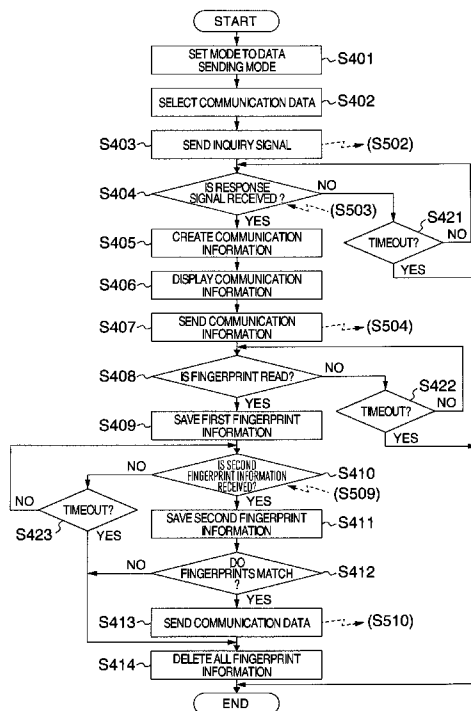 START
SET MODE TO DATA
SENDING MODE
S401
SELECT COMMUNICATION DATA
S402
S403
SEND INQUIRY SIGNAL
(S502)
S404
IS RESPONSE
SIGNAL RECEIVED ?
NO
(S503)
S421
YES
TIMEOUT?
NO
YES
S405
CREATE COMMUNICATION
INFORMATION
S406
DISPLAY COMMUNICATION
INFORMATION
S407
SEND COMMUNICATION
INFORMATION
(S504)
S408
IS FINGERPRINT READ?
NO
S422
YES
TIMEOUT?
NO
YES
S409
SAVE FIRST FINGERPRINT
INFORMATION
NO
IS SECOND
FINGERPRINT INFORMATION
RECEIVED?
S410
(S509)
NO
TIMEOUT?
S423
YES
YES
SAVE SECOND FINGERPRINT
INFORMATION
S411
NO
DO
FINGERPRINTS MATCH
?
S412
YES
S413
SEND COMMUNICATION DATA
(S510)
S414
DELETE ALL FINGERPRINT
INFORMATION
END